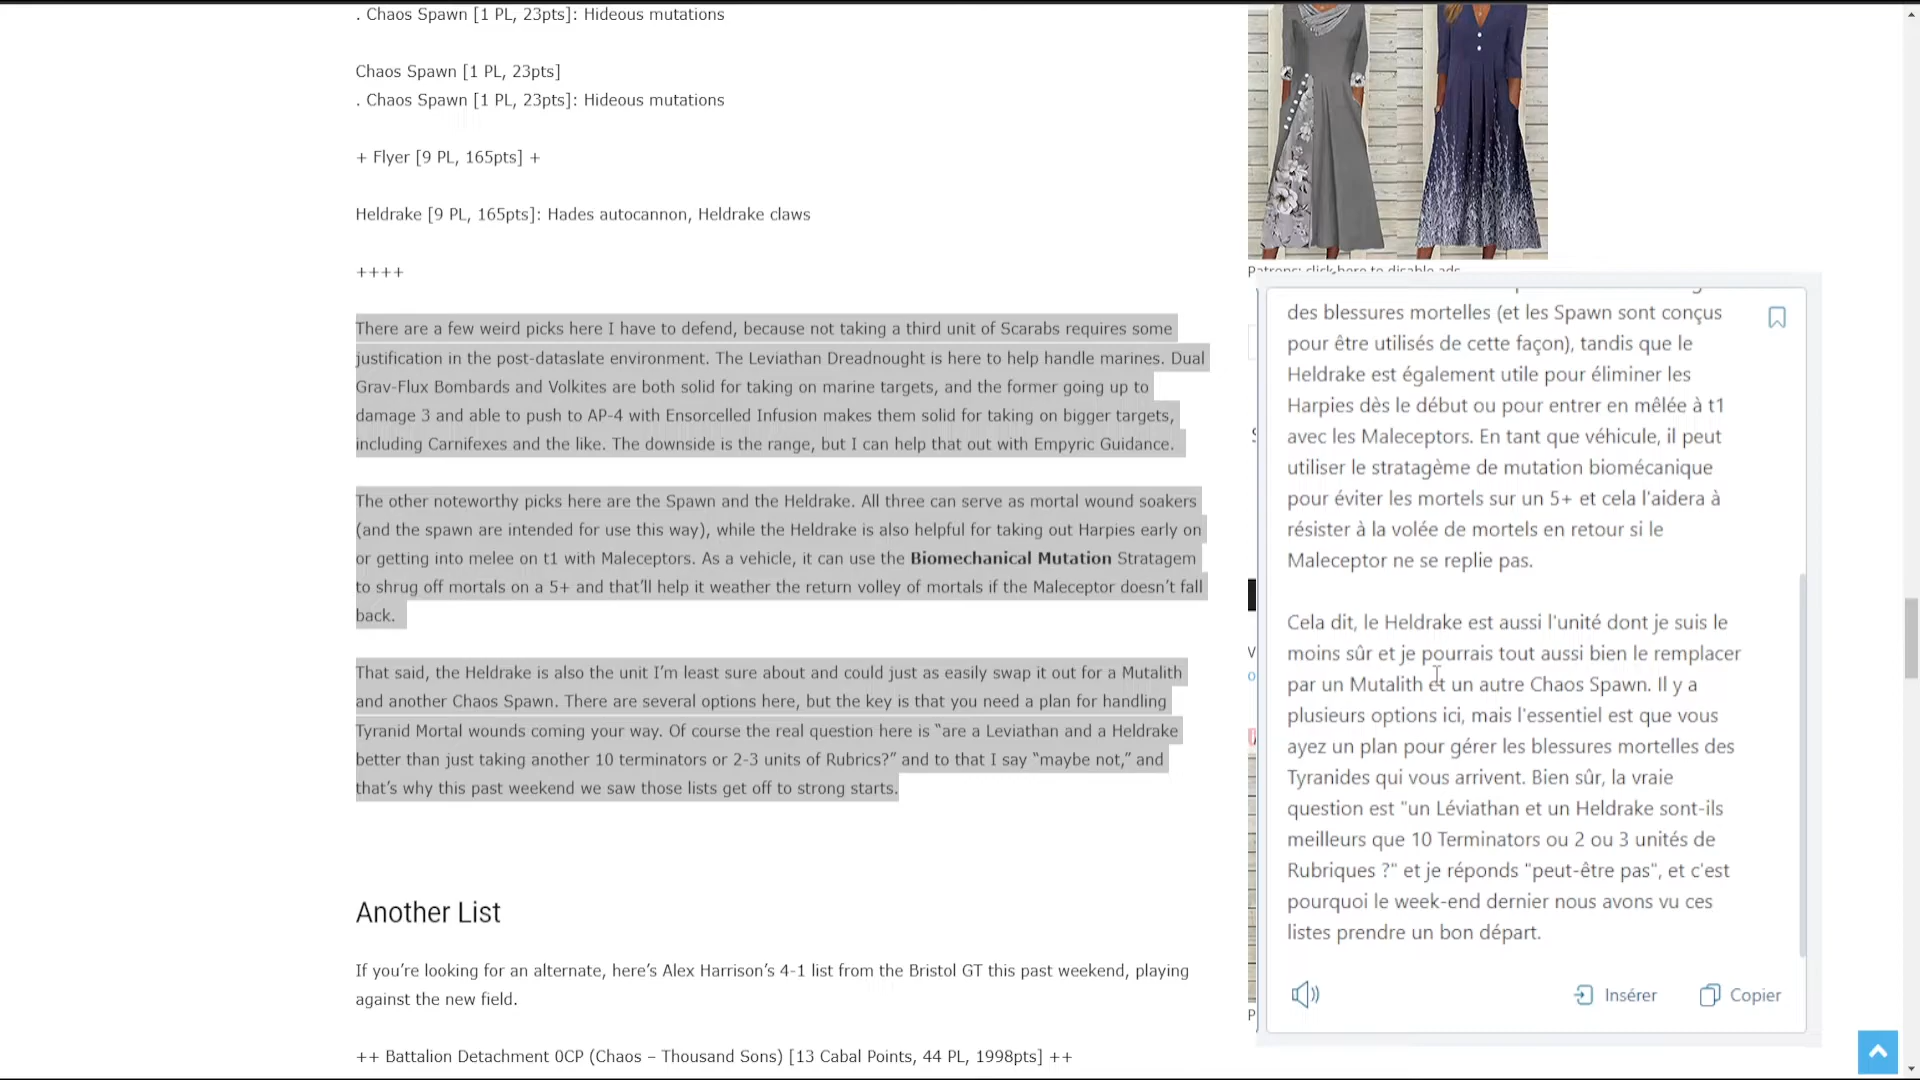 . Chaos Spawn [1 PL, 23pts]: Hideous mutations
Chaos Spawn [1 PL, 23pts]
. Chaos Spawn [1 PL, 23pts]: Hideous mutations
+ Flyer [9 PL, 165pts] +
Heldrake [9 PL, 165pts]: Hades autocannon, Heldrake claws
++++
There are a few weird picks here I have to defend, because not taking a third unit of Scarabs requires some
justification in the post-dataslate environment. The Leviathan Dreadnought is here to help handle marines. Dual
Grav-Flux Bombards and Volkites are both solid for taking on marine targets, and the former going up to
damage 3 and able to push to AP-4 with Ensorcelled Infusion makes them solid for taking on bigger targets,
including Carnifexes and the like. The downside is the range, but I can help that out with Empyric Guidance.
The other noteworthy picks here are the Spawn and the Heldrake. All three can serve as mortal wound soakers
(and the spawn are intended for use this way), while the Heldrake is also helpful for taking out Harpies early on
or getting into melee on t1 with Maleceptors. As a vehicle, it can use the Biomechanical Mutation Stratagem
to shrug off mortals on a 5+ and that’ll help it weather the return volley of mortals if the Maleceptor doesn’t fall
back.
That said, the Heldrake is also the unit I’m least sure about and could just as easily swap it out for a Mutalith
and another Chaos Spawn. There are several options here, but the key is that you need a plan for handling
Tyranid Mortal wounds coming your way. Of course the real question here is “are a Leviathan and a Heldrake
better than just taking another 10 terminators or 2-3 units of Rubrics?” and to that I say “maybe not,” and
that’s why this past weekend we saw those lists get off to strong starts.
Another List
If you’re looking for an alternate, here’s Alex Harrison’s 4-1 list from the Bristol GT this past weekend, playing
against the new field.
++ Battalion Detachment 0CP (Chaos – Thousand Sons) [13 Cabal Points, 44 PL, 1998pts] ++
Patrons: click here to disable ads
des blessures mortelles (et les Spawn sont conçus
pour être utilisés de cette façon), tandis que le
Heldrake est également utile pour éliminer les
Harpies dès le début ou pour entrer en mêlée à t1
avec les Maleceptors. En tant que véhicule, il peut
utiliser le stratagème de mutation biomécanique
pour éviter les mortels sur un 5+ et cela l'aidera à
résister à la volée de mortels en retour si le
Maleceptor ne se replie pas.
Cela dit, le Heldrake est aussi l'unité dont je suis le
moins sûr et je pourrais tout aussi bien le remplacer
par un Mutalith et un autre Chaos Spawn. Il y a
plusieurs options ici, mais l'essentiel est que vous
ayez un plan pour gérer les blessures mortelles des
Tyranides qui vous arrivent. Bien sûr, la vraie
question est "un Léviathan et un Heldrake sont-ils
meilleurs que 10 Terminators ou 2 ou 3 unités de
Rubriques ?" et je réponds "peut-être pas", et c'est
pourquoi le week-end dernier nous avons vu ces
listes prendre un bon départ.
Insérer
Copier